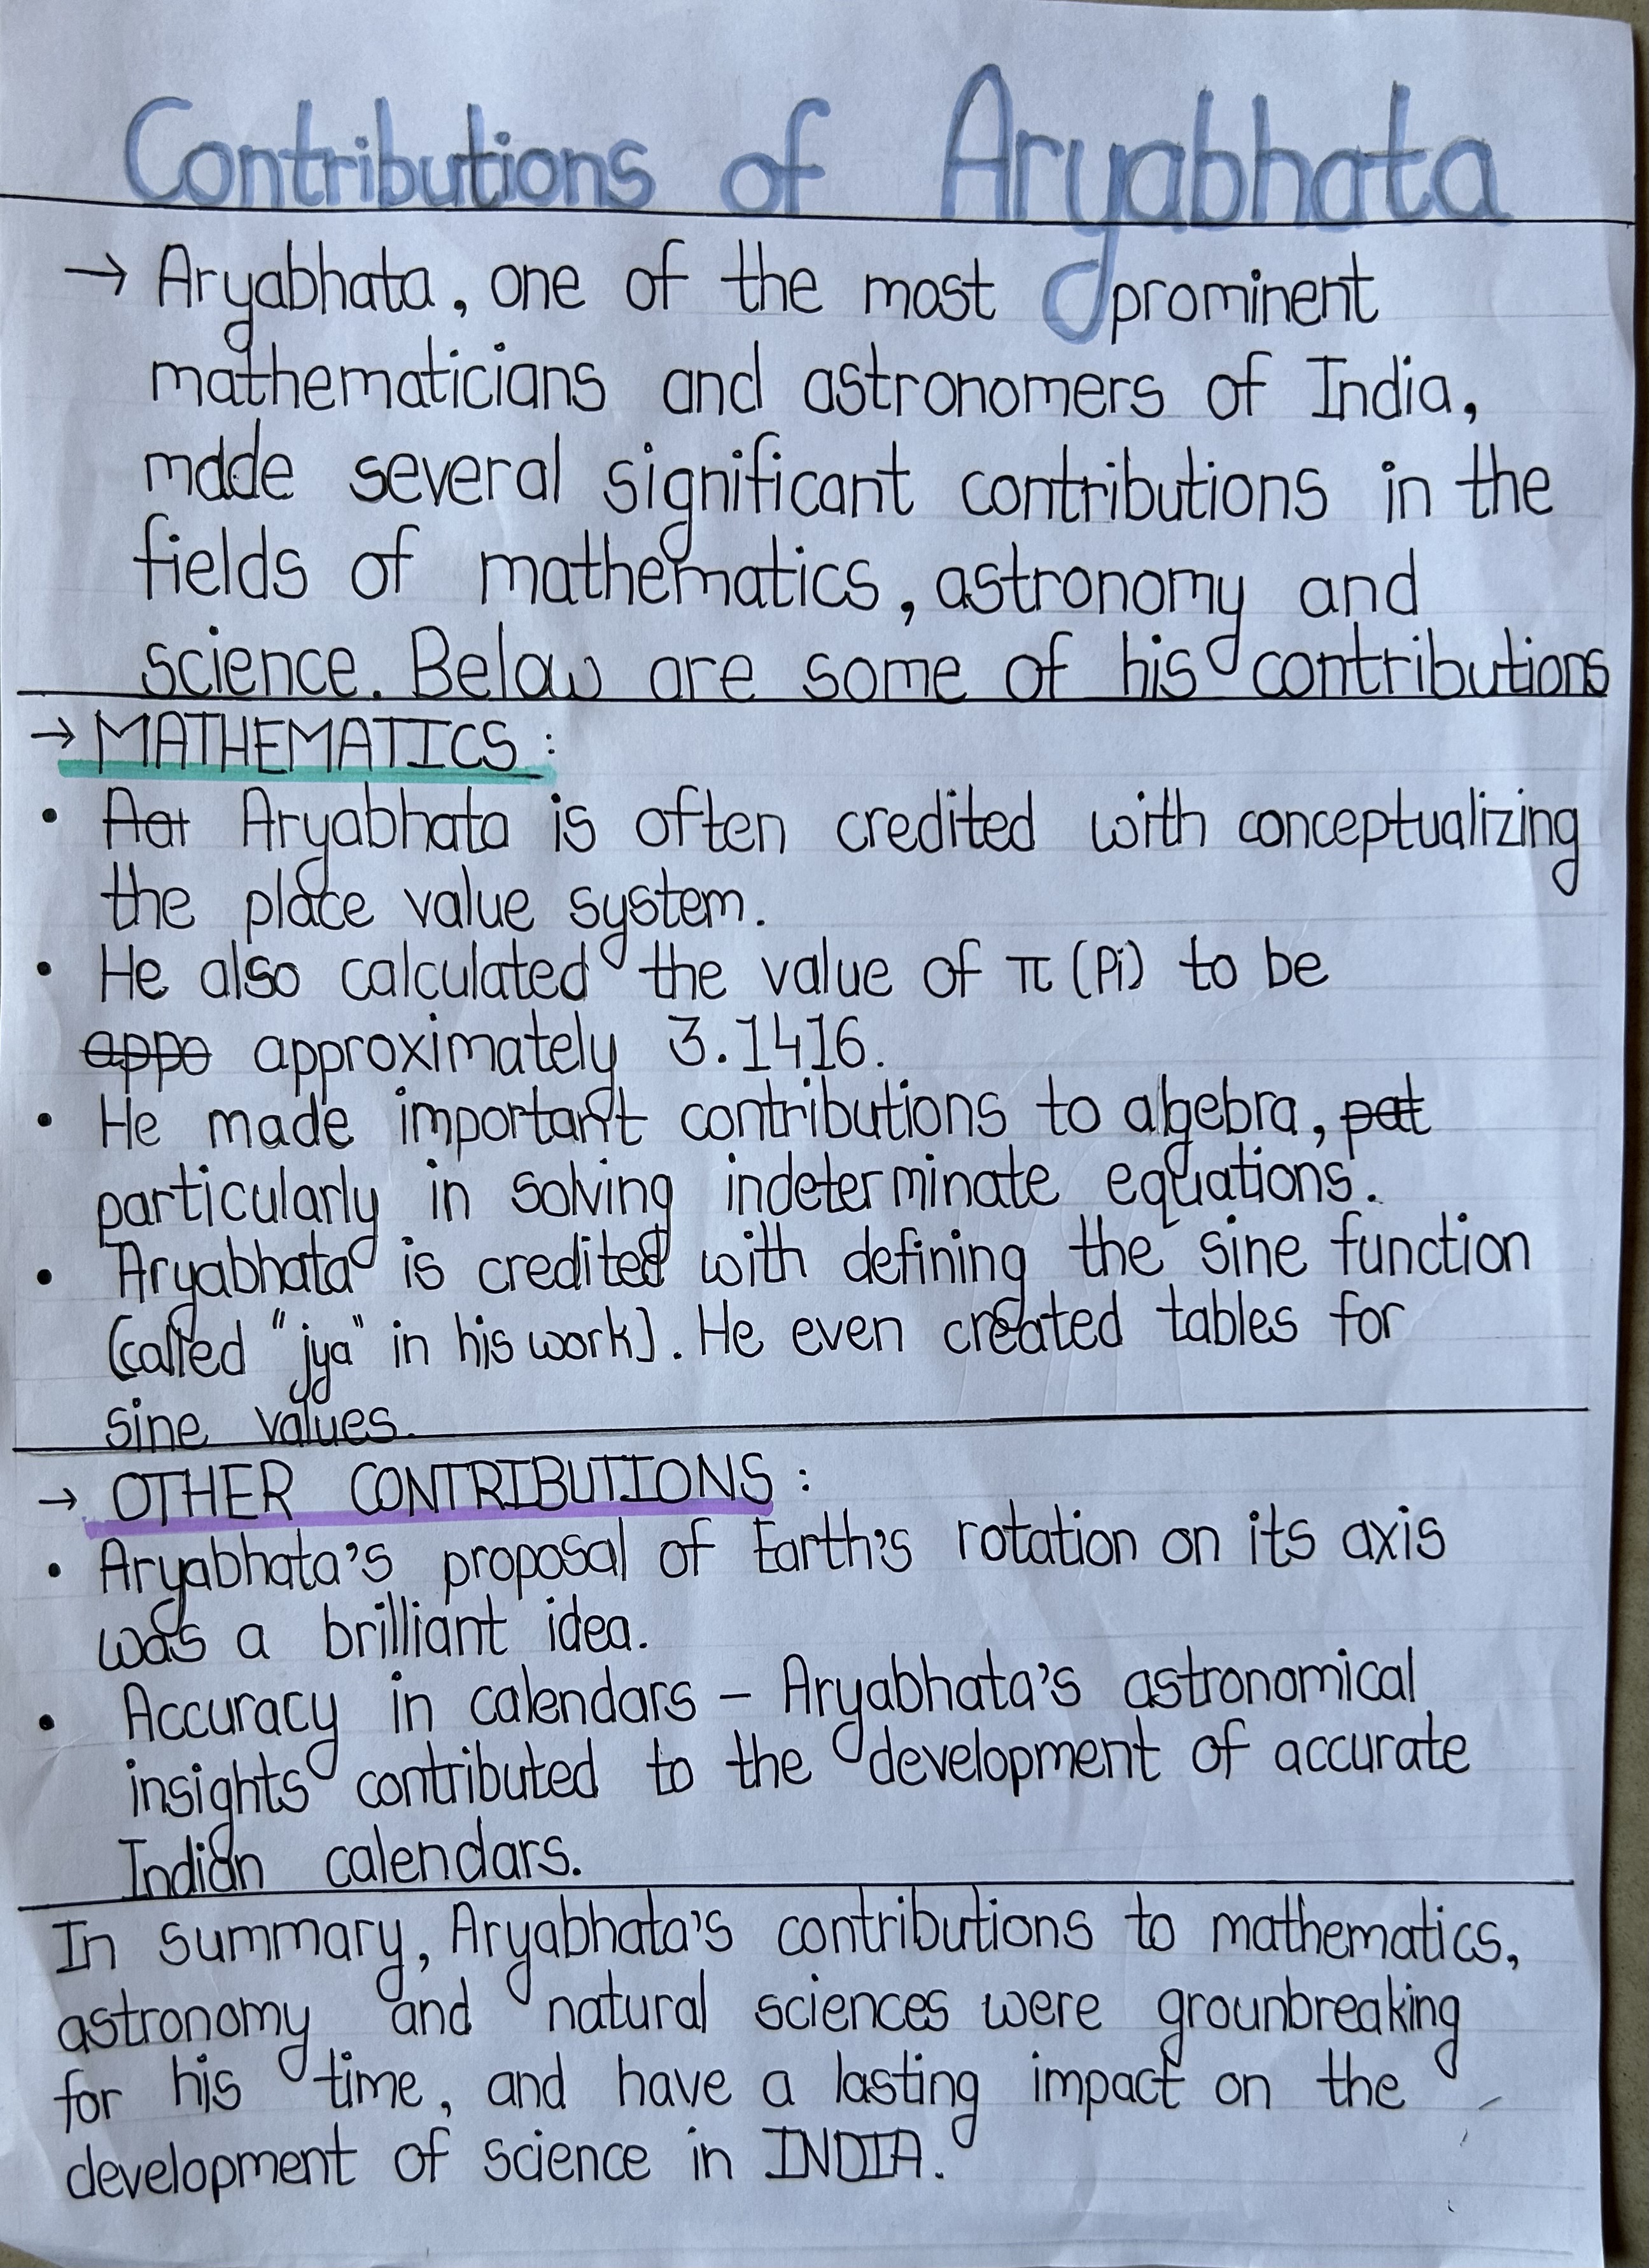 Contributions of Aryabhata
→ Aryabhata, one of the most prominent
mathematicians and astronomers of India,
made several significant contributions in the
fields of mathematics, astronomy and
science. Below are some of his contributions
→ MATHEMATICS :
• Aat Aryabhata is often credited with conceptualizing
the place value system.
• He also calculated the value of π (Pi) to be
appo approximately 3.1416.
• He made important contributions to algebra, pat
particularly in solving indeterminate equations.
• Aryabhata is credited with defining the sine function
(called "jya" in his work). He even created tables for
sine values.
→ OTHER CONTRIBUTIONS :
• Aryabhata's proposal of Earth's rotation on its axis
was a brilliant idea.
• Accuracy in calendars – Aryabhata's astronomical
insights contributed to the development of accurate
Indian calendars.
In summary, Aryabhata's contributions to mathematics,
astronomy and natural sciences were grounbreaking
for his time, and have a lasting impact on the
development of science in INDIA.